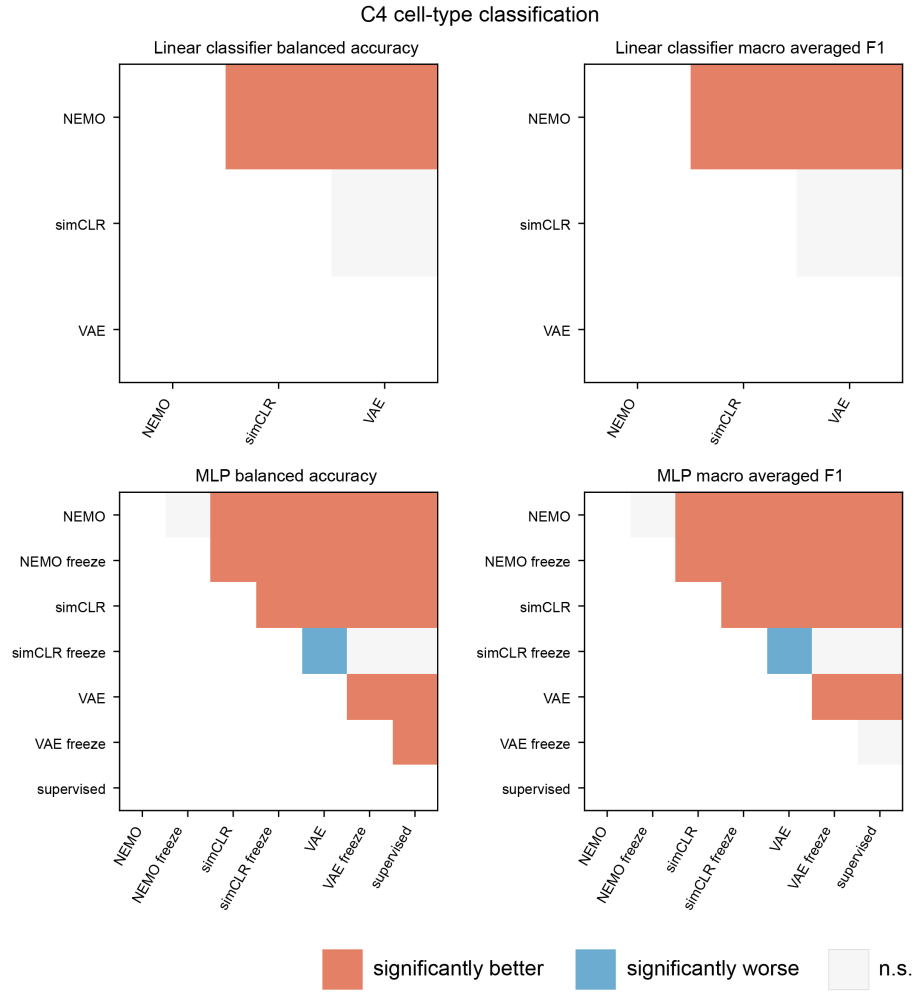 C4 cell-type classification
Linear classifier balanced accuracy
NEMO
simCLR
VAE
NEMO
simCLR
VAE
Linear classifier macro averaged F1
NEMO
simCLR
VAE
NEMO
simCLR
VAE
MLP balanced accuracy
NEMO
NEMO freeze
simCLR
simCLR freeze
VAE
VAE freeze
supervised
NEMO
NEMO freeze
simCLR
simCLR freeze
VAE
VAE freeze
supervised
MLP macro averaged F1
NEMO
NEMO freeze
simCLR
simCLR freeze
VAE
VAE freeze
supervised
NEMO
NEMO freeze
simCLR
simCLR freeze
VAE
VAE freeze
supervised
significantly better
significantly worse
n.s.